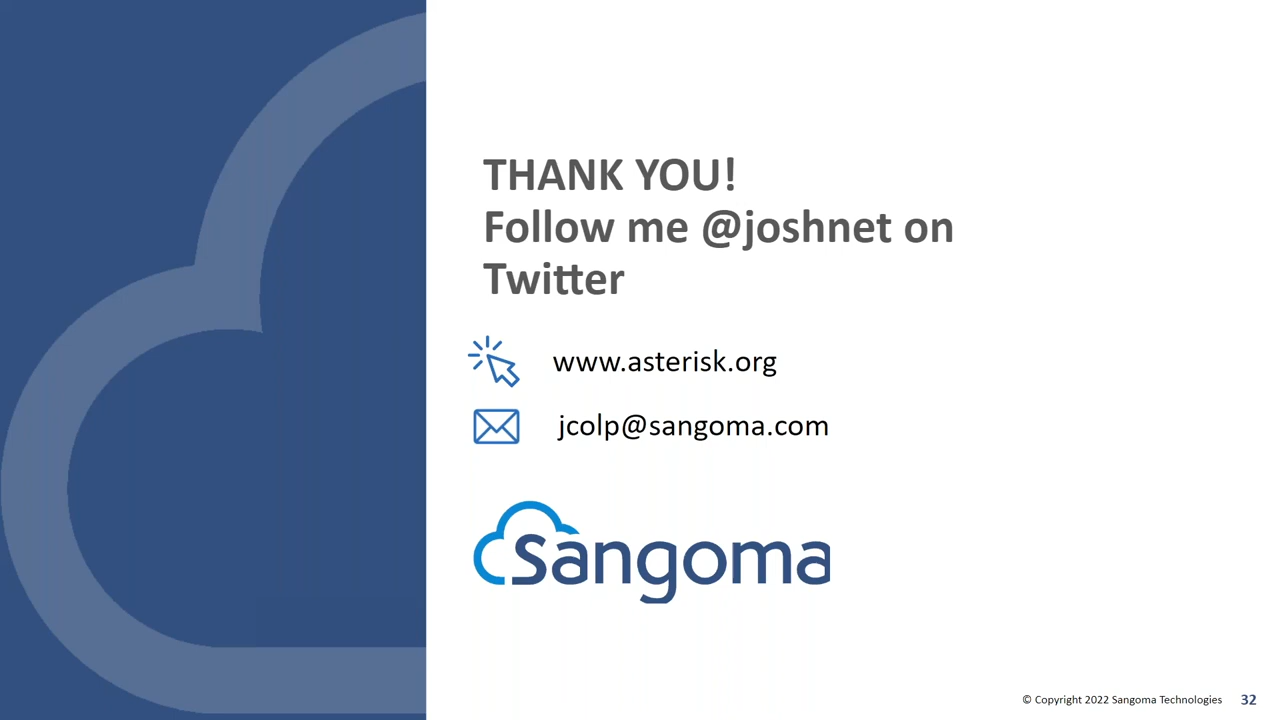 THANK YOU!
Follow me @joshnet on
Twitter
www.asterisk.org
jcolp@sangoma.com
Sangoma
© Copyright 2022 Sangoma Technologies 32